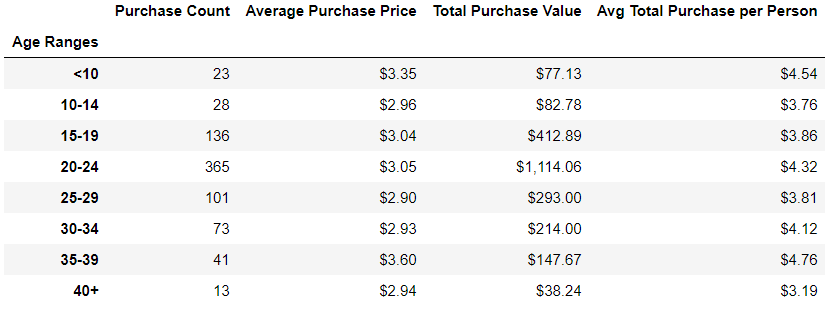 Purchase Count Average Purchase Price Total Purchase Value Avg Total Purchase per Person
Age Ranges
<10 23 $3.35 $77.13 $4.54
10-14 28 $2.96 $82.78 $3.76
15-19 136 $3.04 $412.89 $3.86
20-24 365 $3.05 $1,114.06 $4.32
25-29 101 $2.90 $293.00 $3.81
30-34 73 $2.93 $214.00 $4.12
35-39 41 $3.60 $147.67 $4.76
40+ 13 $2.94 $38.24 $3.19